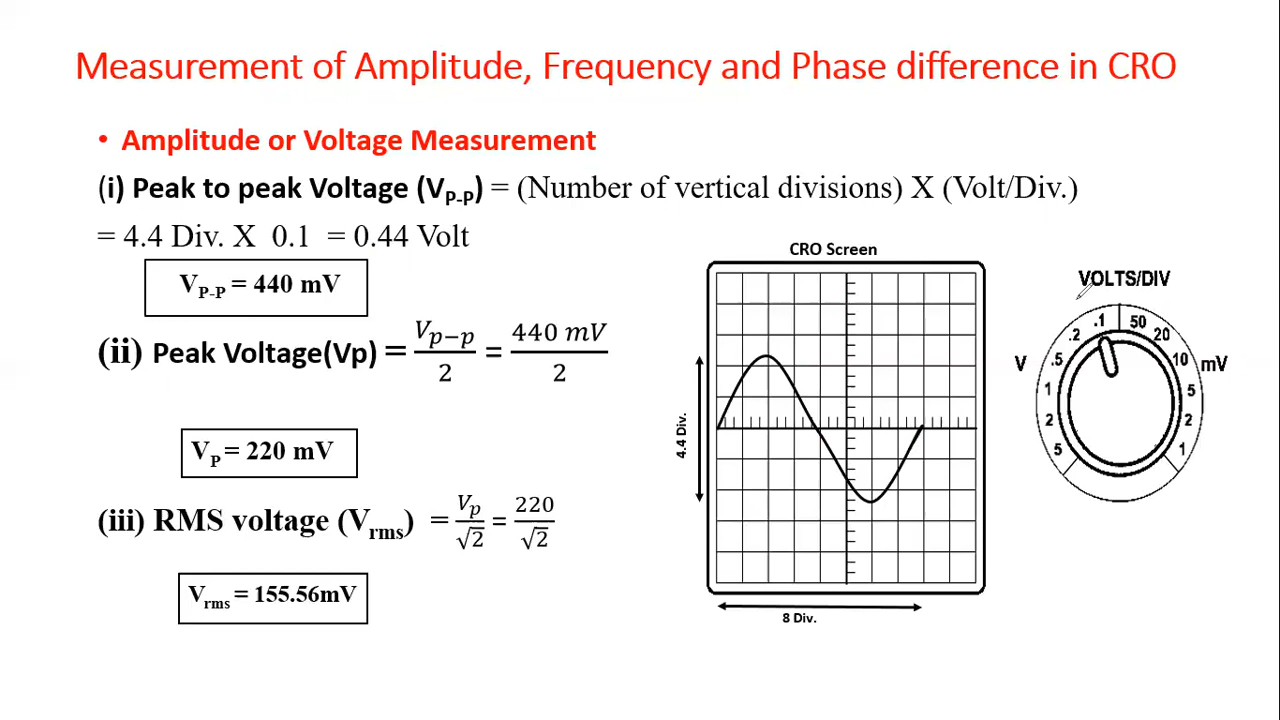 Measurement of Amplitude, Frequency and Phase difference in CRO
• Amplitude or Voltage Measurement
(i) Peak to peak Voltage (VP-P) = (Number of vertical divisions) X (Volt/Div.)
= 4.4 Div. X 0.1 = 0.44 Volt
VP-P = 440 mV
(ii) Peak Voltage(Vp) = Vp−p/2 = 440 mV/2
VP = 220 mV
(iii) RMS voltage (Vrms) = Vp/√2 = 220/√2
Vrms = 155.56mV
CRO Screen
4.4 Div.
8 Div.
VOLTS/DIV
.1 50
.2 20
.5 10
V mV
1 5
2 2
5 1